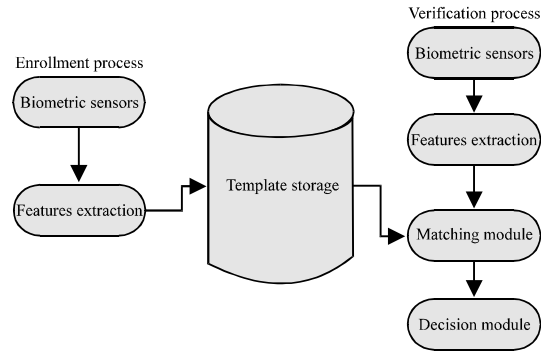 Enrollment process
Biometric sensors
Features extraction
Template storage
Verification process
Biometric sensors
Features extraction
Matching module
Decision module